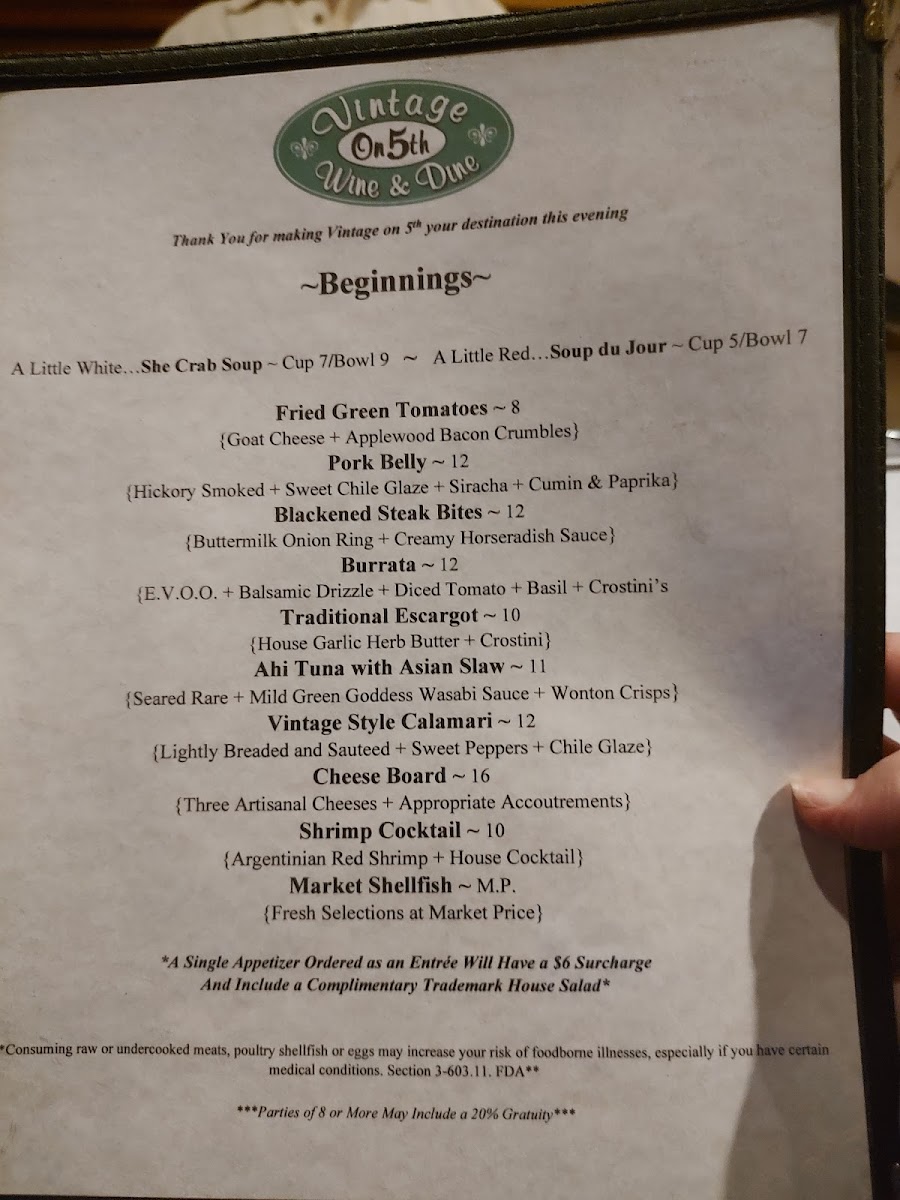 Vintage
On 5th
Wine & Dine
Thank You for making Vintage on 5th your destination this evening
~Beginnings~
A Little White…She Crab Soup ~ Cup 7/Bowl 9 ~ A Little Red…Soup du Jour ~ Cup 5/Bowl 7
Fried Green Tomatoes ~ 8
{Goat Cheese + Applewood Bacon Crumbles}
Pork Belly ~ 12
{Hickory Smoked + Sweet Chile Glaze + Siracha + Cumin & Paprika}
Blackened Steak Bites ~ 12
{Buttermilk Onion Ring + Creamy Horseradish Sauce}
Burrata ~ 12
{E.V.O.O. + Balsamic Drizzle + Diced Tomato + Basil + Crostini's
Traditional Escargot ~ 10
{House Garlic Herb Butter + Crostini}
Ahi Tuna with Asian Slaw ~ 11
{Seared Rare + Mild Green Goddess Wasabi Sauce + Wonton Crisps}
Vintage Style Calamari ~ 12
{Lightly Breaded and Sauteed + Sweet Peppers + Chile Glaze}
Cheese Board ~ 16
{Three Artisanal Cheeses + Appropriate Accoutrements}
Shrimp Cocktail ~ 10
{Argentinian Red Shrimp + House Cocktail}
Market Shellfish ~ M.P.
{Fresh Selections at Market Price}
*A Single Appetizer Ordered as an Entrée Will Have a $6 Surcharge
And Include a Complimentary Trademark House Salad*
*Consuming raw or undercooked meats, poultry shellfish or eggs may increase your risk of foodborne illnesses, especially if you have certain
medical conditions. Section 3-603.11. FDA**
***Parties of 8 or More May Include a 20% Gratuity***